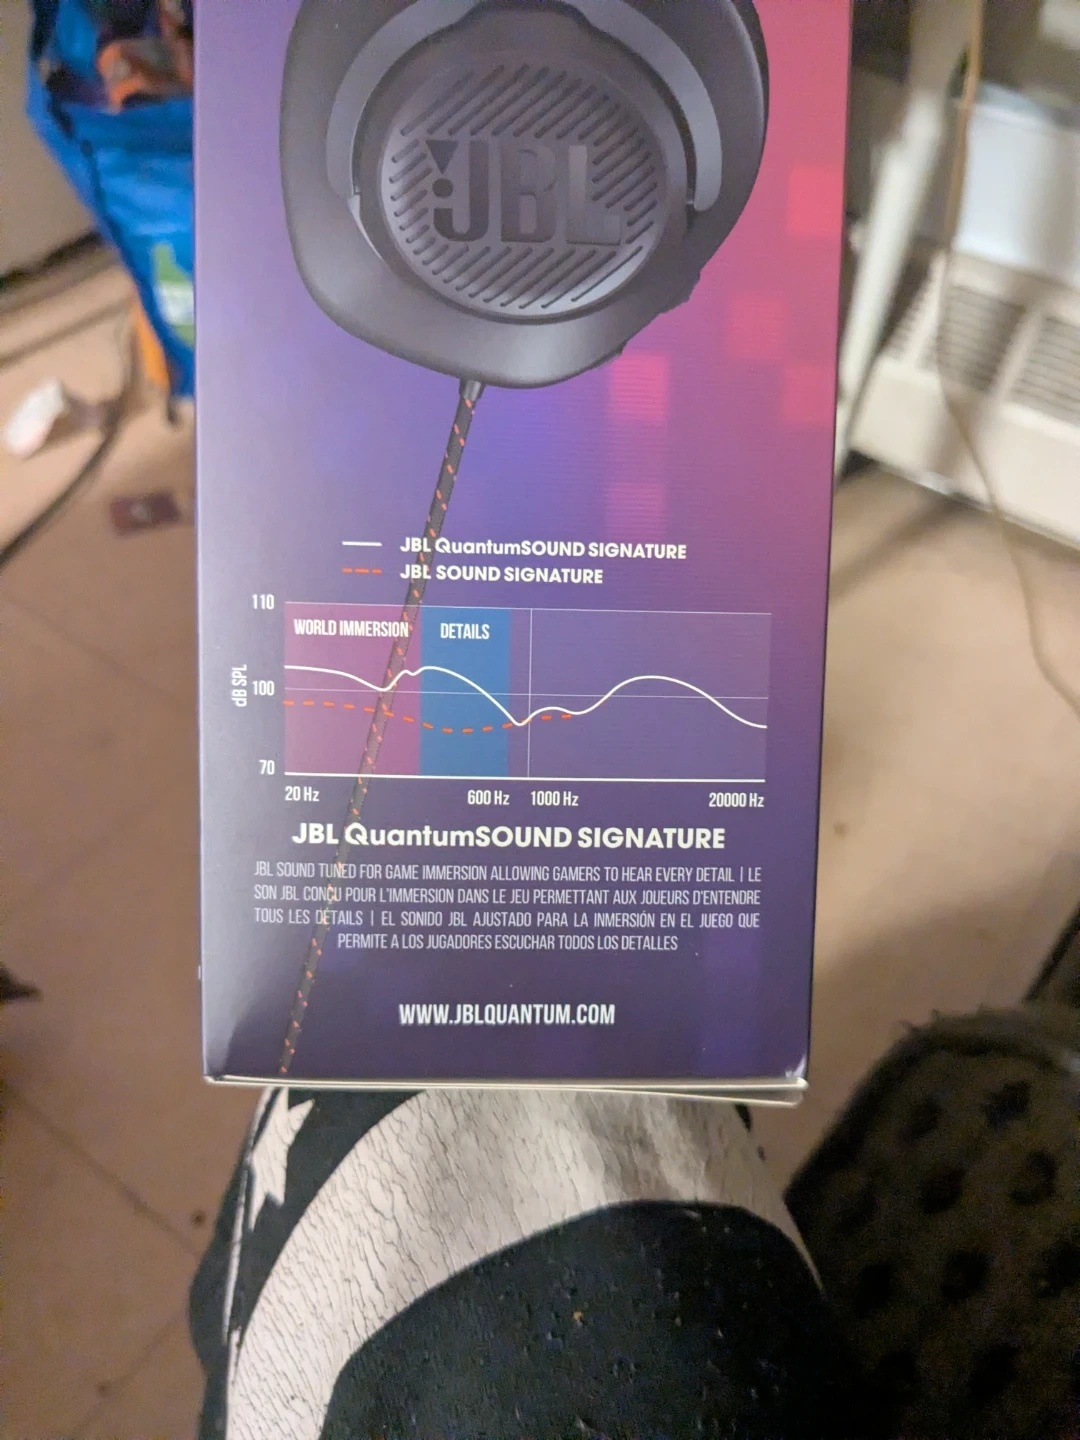 JBL
JBL QuantumSOUND SIGNATURE
JBL SOUND SIGNATURE
110
WORLD IMMERSION DETAILS
dB SPL
100
70
20 Hz 600 Hz 1000 Hz 20000 Hz
JBL QuantumSOUND SIGNATURE
JBL SOUND TUNED FOR GAME IMMERSION ALLOWING GAMERS TO HEAR EVERY DETAIL | LE
SON JBL CONÇU POUR L'IMMERSION DANS LE JEU PERMETTANT AUX JOUEURS D'ENTENDRE
TOUS LES DÉTAILS | EL SONIDO JBL AJUSTADO PARA LA INMERSIÓN EN EL JUEGO QUE
PERMITE A LOS JUGADORES ESCUCHAR TODOS LOS DETALLES
WWW.JBLQUANTUM.COM